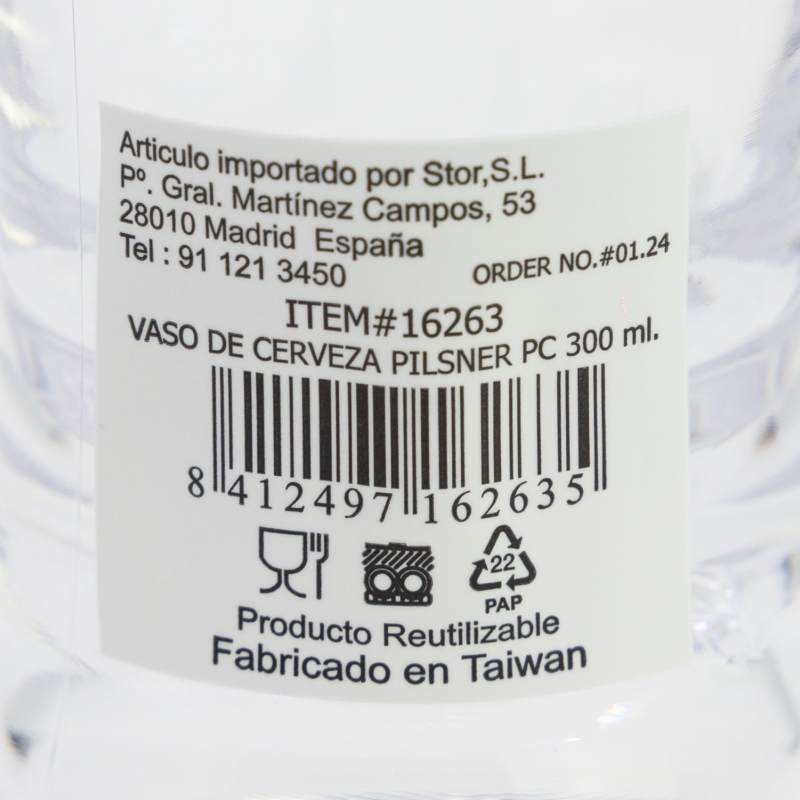 Articulo importado por Stor,S.L.
Pº. Gral. Martínez Campos, 53
28010 Madrid España
Tel : 91 121 3450
ORDER NO.#01.24
ITEM#16263
VASO DE CERVEZA PILSNER PC 300 ml.
8 412497 162635
22
PAP
Producto Reutilizable
Fabricado en Taiwan